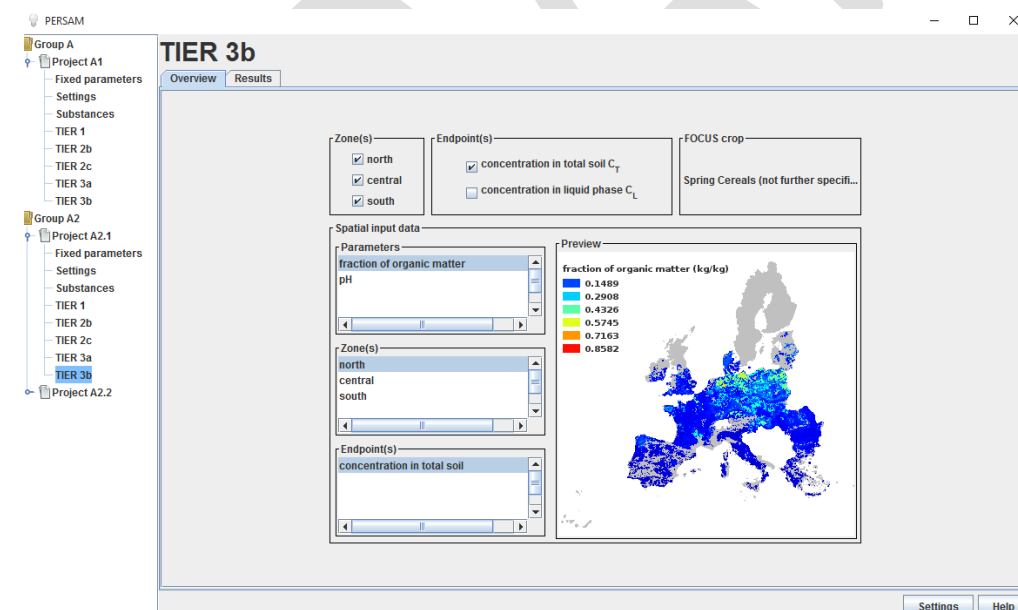 PERSAM
Group A
Project A1
Fixed parameters
Settings
Substances
TIER 1
TIER 2b
TIER 2c
TIER 3a
TIER 3b
Group A2
Project A2.1
Fixed parameters
Settings
Substances
TIER 1
TIER 2b
TIER 2c
TIER 3a
TIER 3b
Project A2.2
TIER 3b
Overview Results
Zone(s)
north
central
south
Endpoint(s)
concentration in total soil C_T
concentration in liquid phase C_L
FOCUS crop
Spring Cereals (not further specifi...
Spatial input data
Parameters
fraction of organic matter
pH
Zone(s)
north
central
south
Endpoint(s)
concentration in total soil
Preview
fraction of organic matter (kg/kg)
0.1489
0.2908
0.4326
0.5745
0.7163
0.8582
Settings Help